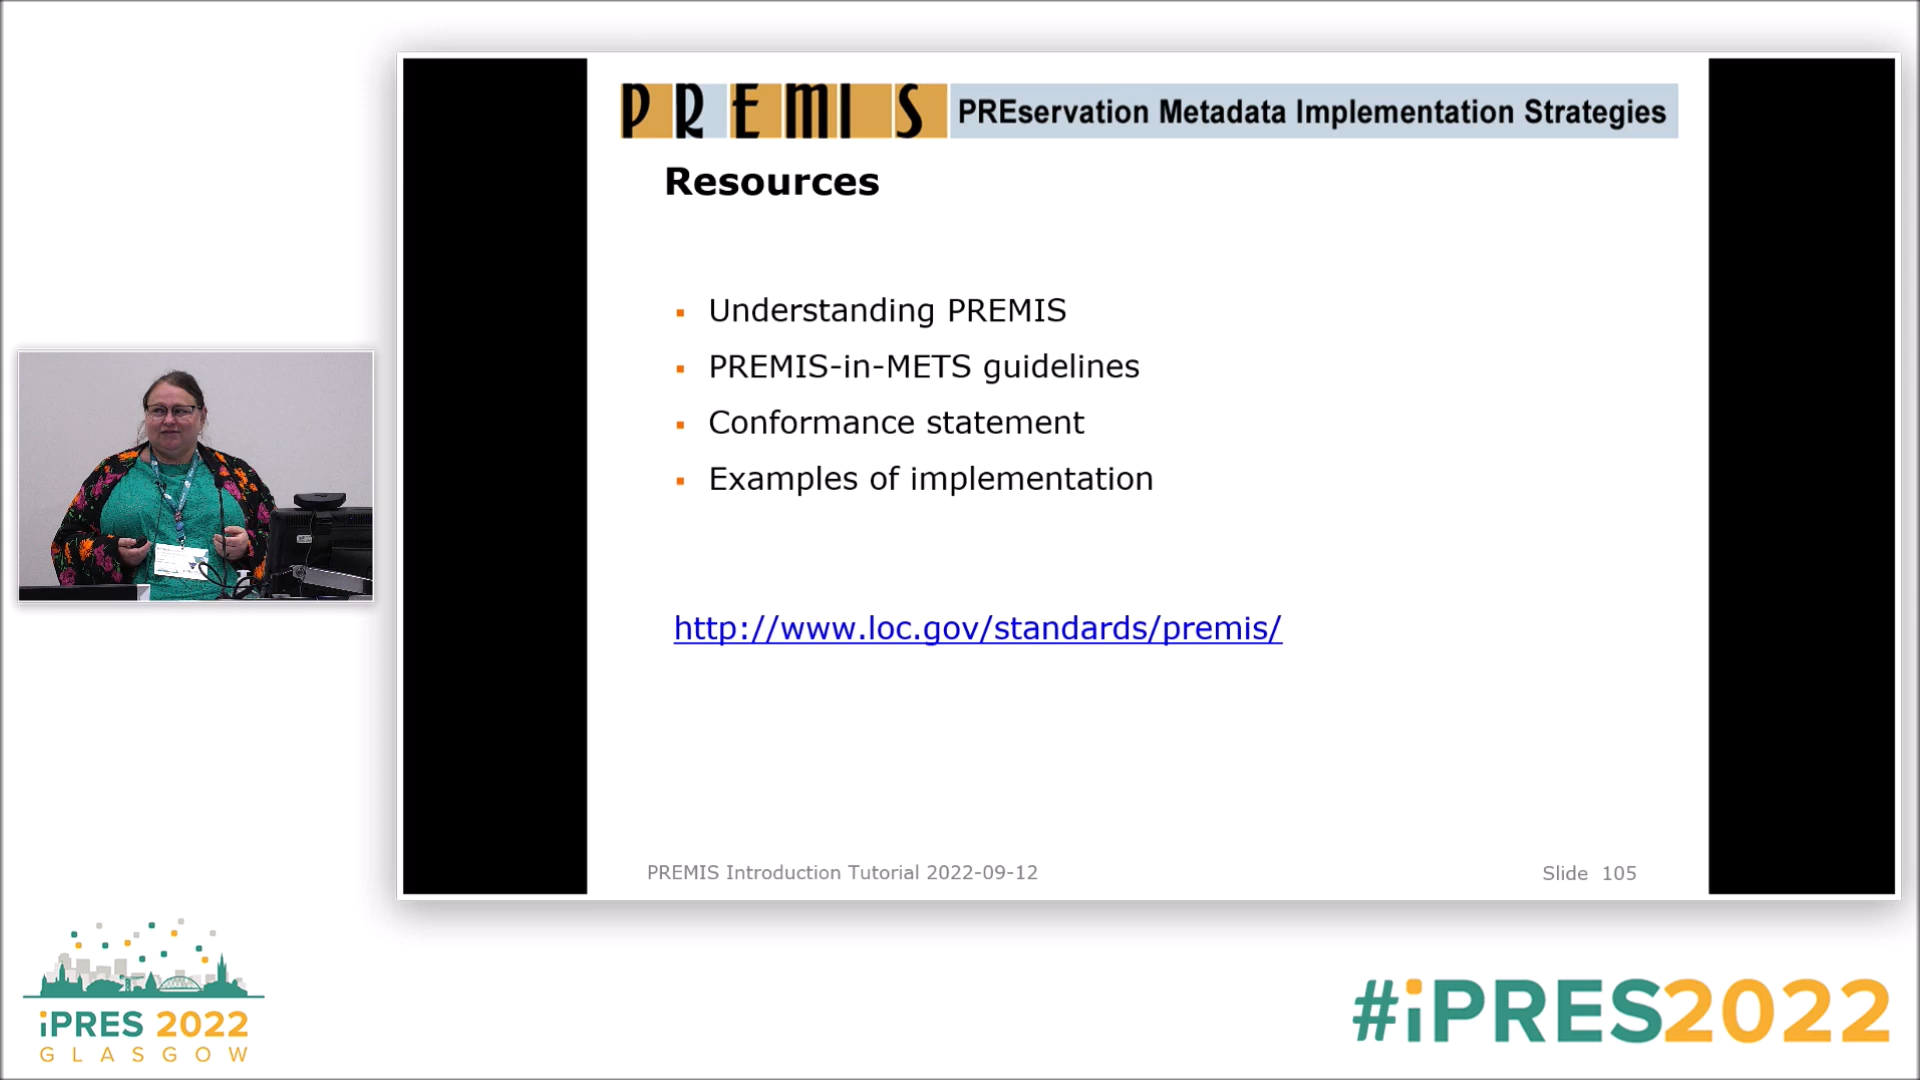 PREMIS PREservation Metadata Implementation Strategies
Resources
Understanding PREMIS
PREMIS-in-METS guidelines
Conformance statement
Examples of implementation
http://www.loc.gov/standards/premis/
PREMIS Introduction Tutorial 2022-09-12
Slide 105
iPRES 2022
GLASGOW
#iPRES2022